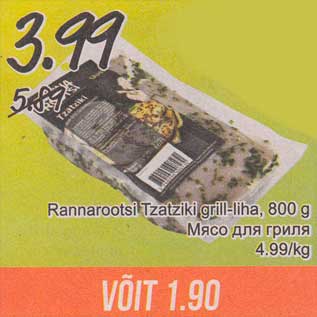 3.99
5.89
Tzatziki
Rannarootsi Tzatziki grill-liha, 800 g
Мясо для гриля
4.99/kg
VÕIT 1.90